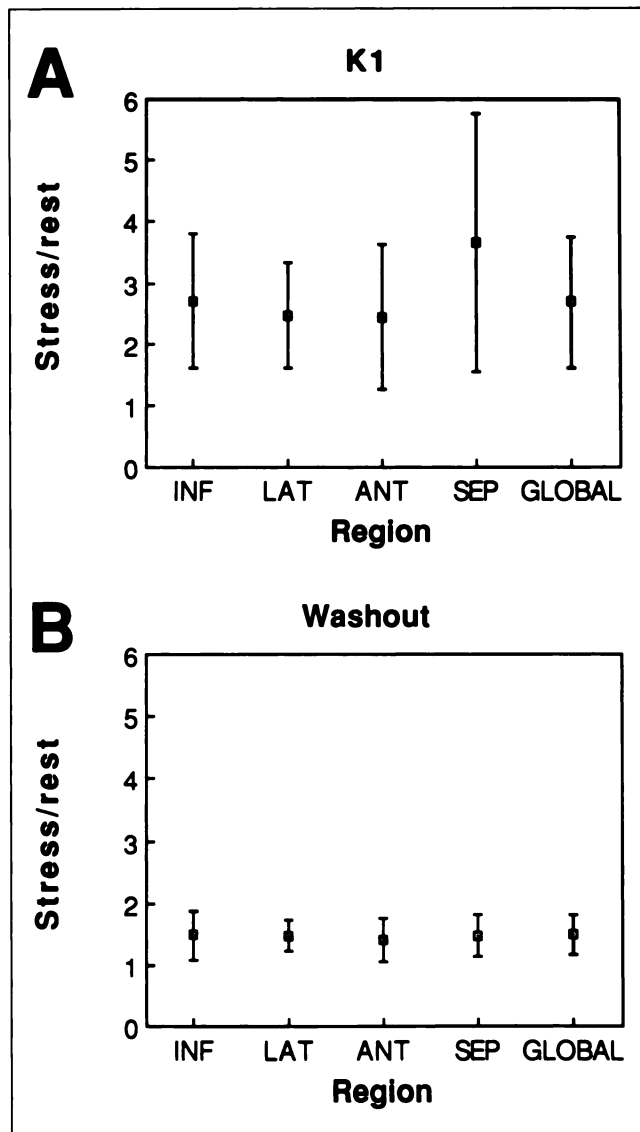 A
K1
Stress/rest
6
5
4
3
2
1
0
INF LAT ANT SEP GLOBAL
Region
B
Washout
Stress/rest
6
5
4
3
2
1
0
INF LAT ANT SEP GLOBAL
Region